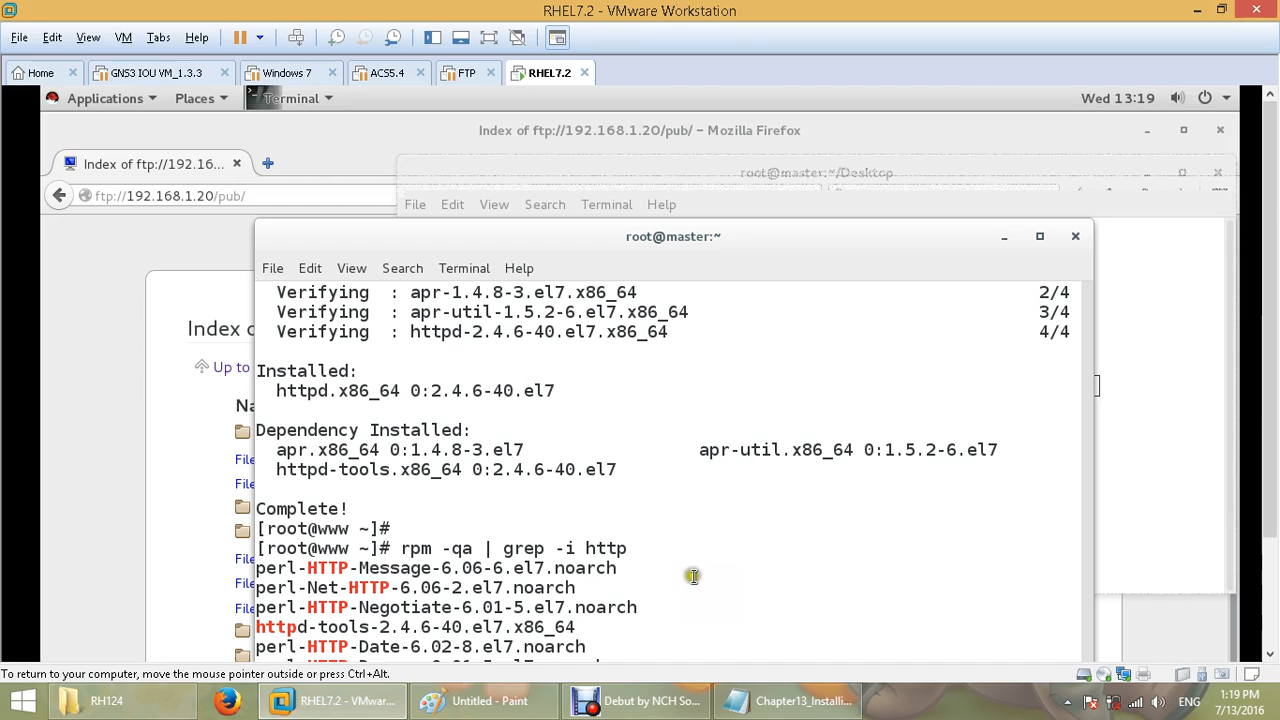 RHEL7.2 - VMware Workstation
File Edit View VM Tabs Help
Home GNS3 IOU VM_1.3.3 Windows 7 ACS5.4 FTP RHEL7.2
Applications Places Terminal Wed 13:19
Index of ftp://192.168.1.20/pub/ - Mozilla Firefox
Index of ftp://192.16...
root@master:~/Desktop
ftp://192.168.1.20/pub/
File Edit View Search Terminal Help
root@master:~
File Edit View Search Terminal Help
Verifying : apr-1.4.8-3.el7.x86_64 2/4
Verifying : apr-util-1.5.2-6.el7.x86_64 3/4
Verifying : httpd-2.4.6-40.el7.x86_64 4/4
Index o
Up to
Installed:
httpd.x86_64 0:2.4.6-40.el7
Na
Dependency Installed:
apr.x86_64 0:1.4.8-3.el7 apr-util.x86_64 0:1.5.2-6.el7
File
httpd-tools.x86_64 0:2.4.6-40.el7
File
Complete!
[root@www ~]#
[root@www ~]# rpm -qa | grep -i http
File
perl-HTTP-Message-6.06-6.el7.noarch
File
perl-Net-HTTP-6.06-2.el7.noarch
File
perl-HTTP-Negotiate-6.01-5.el7.noarch
httpd-tools-2.4.6-40.el7.x86_64
perl-HTTP-Date-6.02-8.el7.noarch
To return to your computer, move the mouse pointer outside or press Ctrl+Alt.
RH124 RHEL7.2 - VMwar... Untitled - Paint Debut by NCH So... Chapter13_Installi... ENG 1:19 PM
7/13/2016